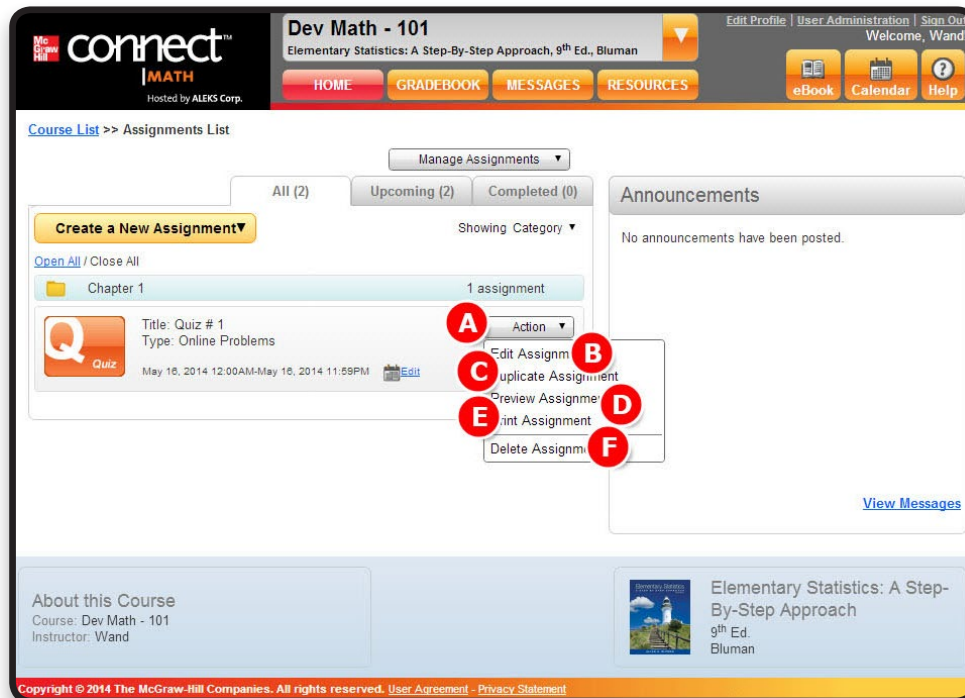 Mc Graw Hill connect™
MATH
Hosted by ALEKS Corp.
Dev Math - 101
Elementary Statistics: A Step-By-Step Approach, 9th Ed., Bluman
▼
Edit Profile | User Administration | Sign Out
Welcome, Wand
HOME GRADEBOOK MESSAGES RESOURCES
eBook Calendar ? Help
Course List >> Assignments List
Manage Assignments ▼
All (2) Upcoming (2) Completed (0)
Create a New Assignment▼
Showing Category ▼
Open All / Close All
Chapter 1 1 assignment
Q Quiz
Title: Quiz # 1
Type: Online Problems
May 16, 2014 12:00AM-May 16, 2014 11:59PM Edit
A Action ▼
Edit Assignm B
C uplicate Assignment
Preview Assignme D
E rint Assignment
Delete Assignm F
Announcements
No announcements have been posted.
View Messages
About this Course
Course: Dev Math - 101
Instructor: Wand
Elementary Statistics
Elementary Statistics: A Step-
By-Step Approach
9th Ed.
Bluman
Copyright © 2014 The McGraw-Hill Companies. All rights reserved. User Agreement - Privacy Statement